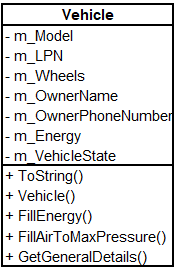 Vehicle
- m_Model
- m_LPN
- m_Wheels
- m_OwnerName
- m_OwnerPhoneNumber
- m_Energy
- m_VehicleState
+ ToString()
+ Vehicle()
+ FillEnergy()
+ FillAirToMaxPressure()
+ GetGeneralDetails()